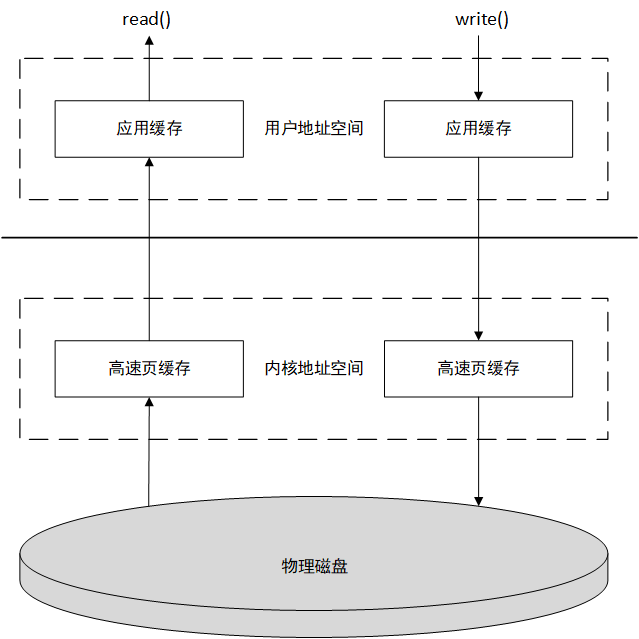 read()
write()
应用缓存
用户地址空间
应用缓存
高速页缓存
内核地址空间
高速页缓存
物理磁盘